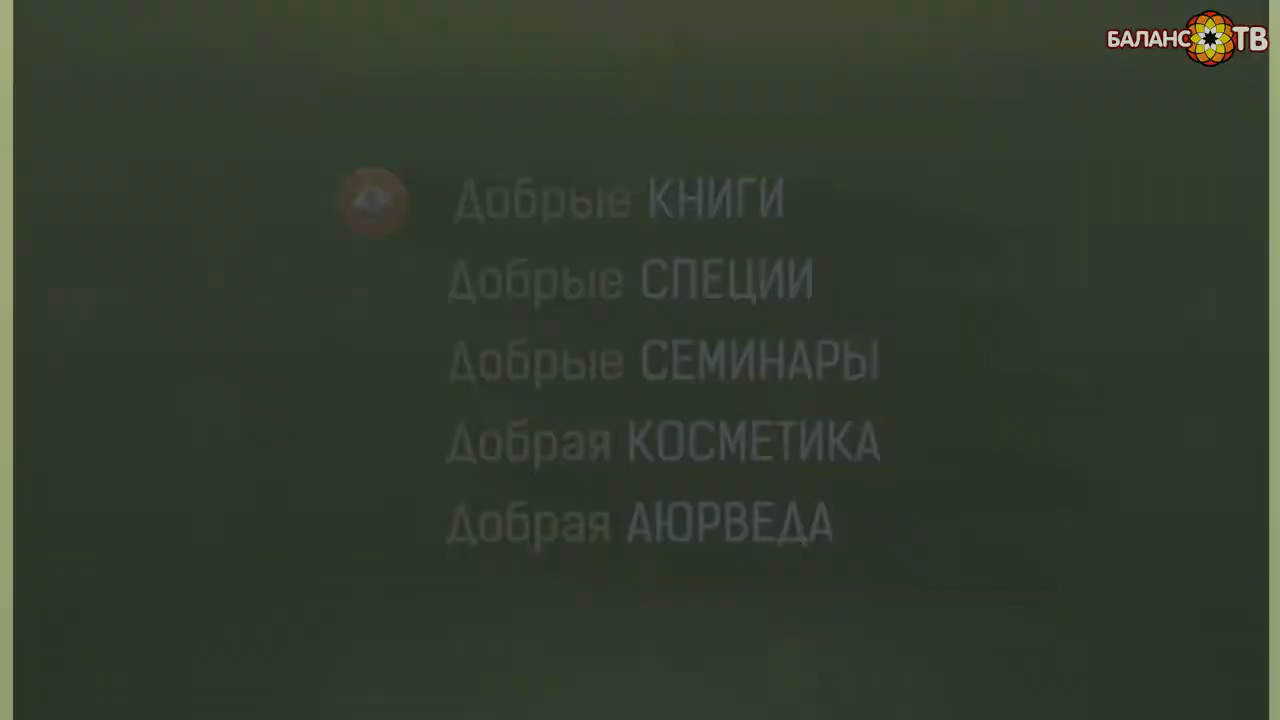 БАЛАНС ТВ
Добрые КНИГИ
Добрые СПЕЦИИ
Добрые СЕМИНАРЫ
Добрая КОСМЕТИКА
Добрая АЮРВЕДА